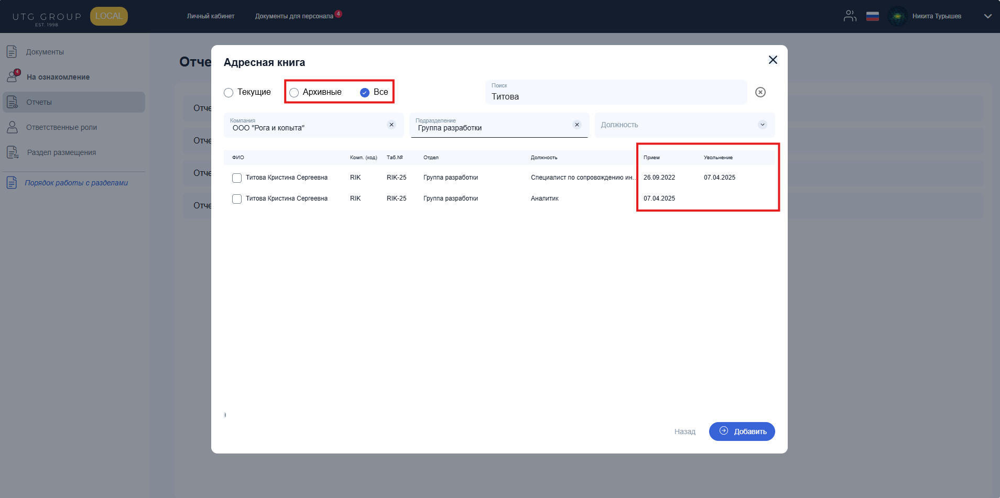 UTG GROUP
EST. 1998
LOCAL
Личный кабинет
Документы для персонала
4
Никита Турышев
Документы
4
На ознакомление
Отчеты
Ответственные роли
Раздел размещения
Порядок работы с разделами
Отче
Отче
Отче
Отче
Отче
Адресная книга
Текущие
Архивные
Все
Поиск
Титова
Компания
ООО "Рога и копыта"
Подразделение
Группа разработки
Должность
ФИО Комп. (код) Таб.№ Отдел Должность Прием Увольнение
Титова Кристина Сергеевна RIK RIK-25 Группа разработки Специалист по сопровождению ин... 26.09.2022 07.04.2025
Титова Кристина Сергеевна RIK RIK-25 Группа разработки Аналитик 07.04.2025
Назад
Добавить